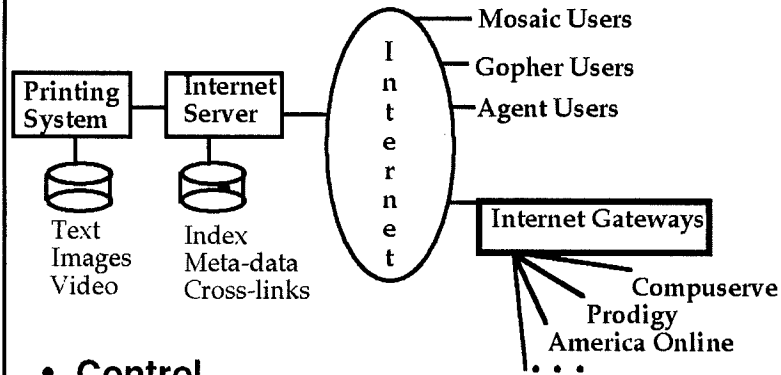 Mosaic Users
Gopher Users
Agent Users
Internet
Printing
System
Internet
Server
Text
Images
Video
Index
Meta-data
Cross-links
Internet Gateways
Compuserve
Prodigy
America Online
• • •
• Control